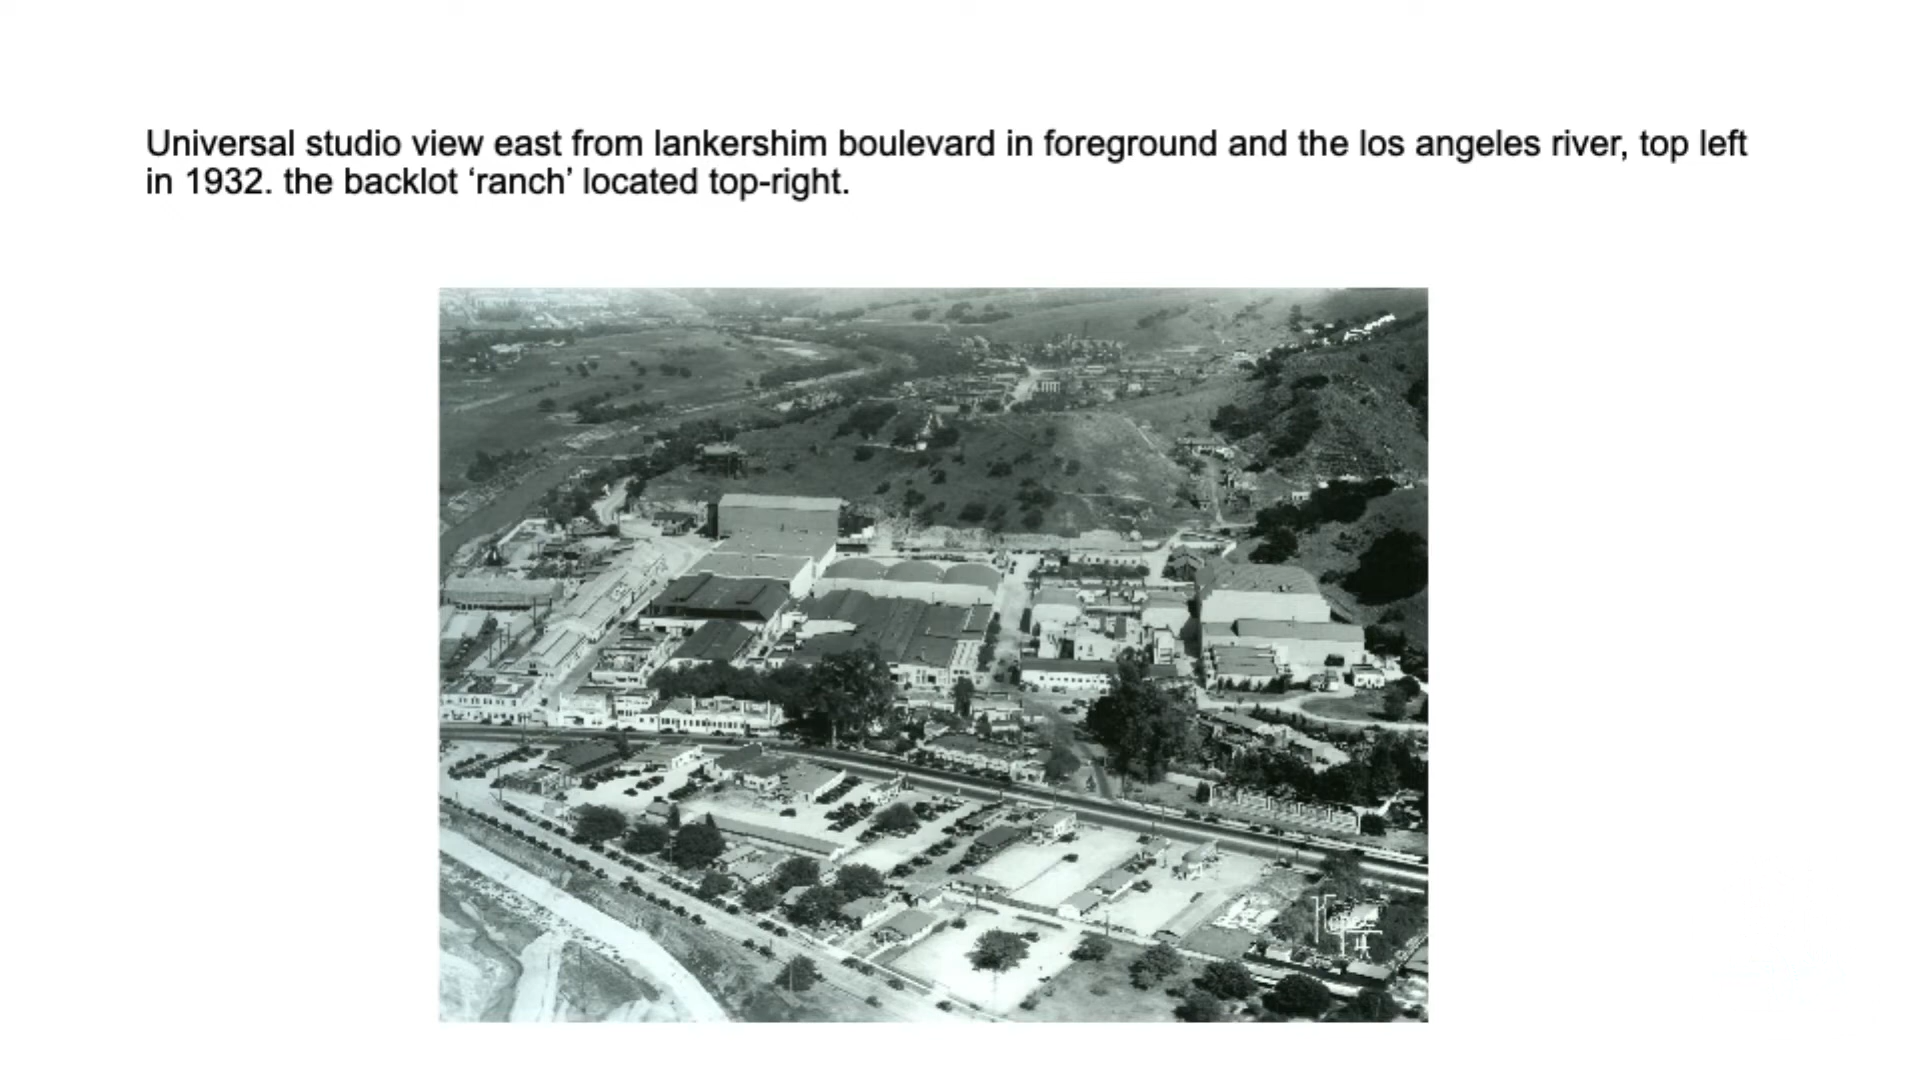 Universal studio view east from lankershim boulevard in foreground and the los angeles river, top left
in 1932. the backlot ‘ranch’ located top-right.